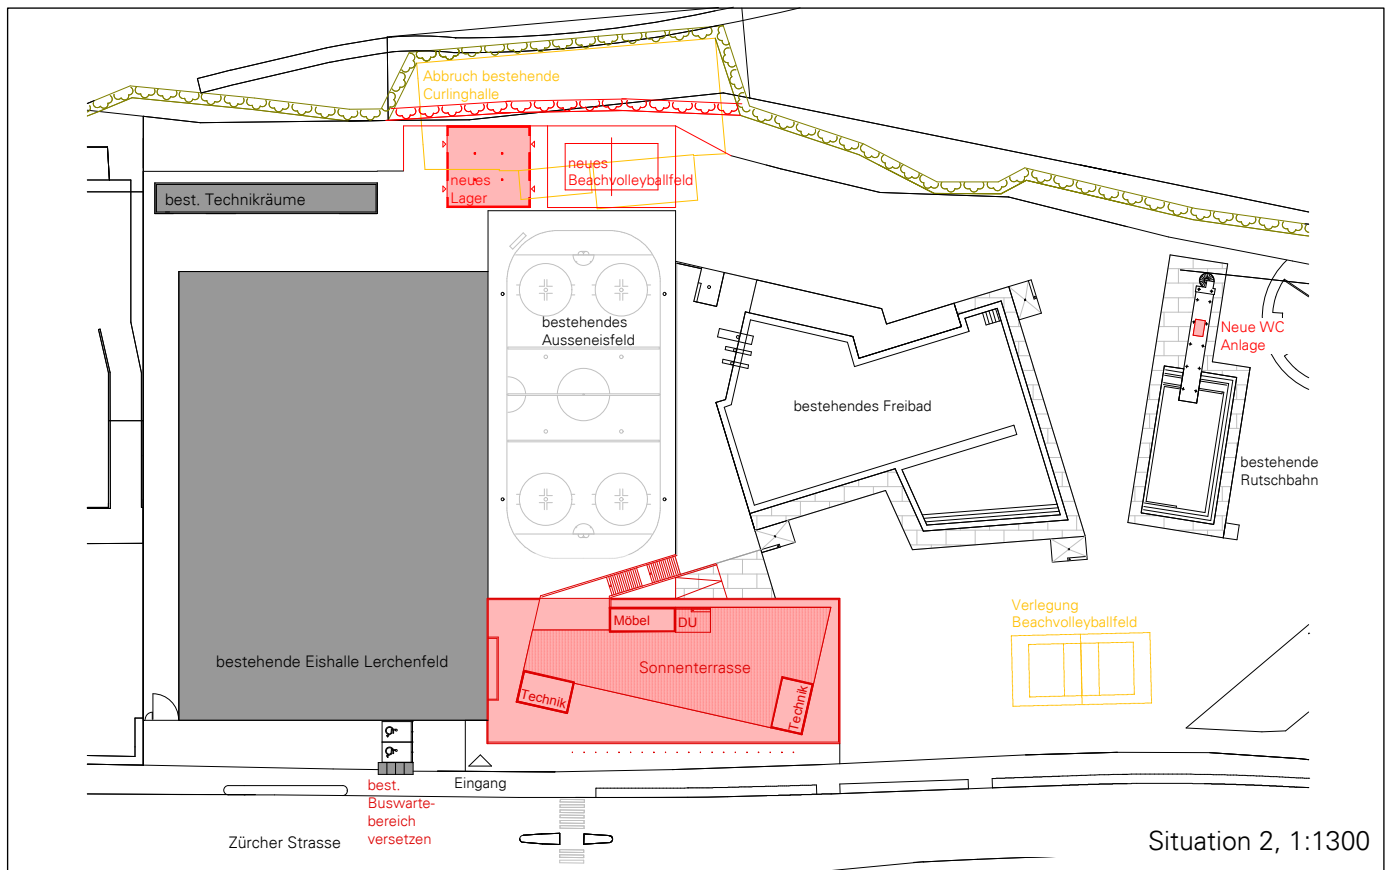 Abbruch bestehende
Curlinghalle
neues
Lager
neues
Beachvolleyballfeld
best. Technikräume
bestehendes
Ausseneisfeld
Neue WC
Anlage
bestehendes Freibad
bestehende
Rutschbahn
Verlegung
Beachvolleyballfeld
Möbel
DU
bestehende Eishalle Lerchenfeld
Sonnenterrasse
Technik
Technik
Eingang
best.
Buswarte-
bereich
versetzen
Zürcher Strasse
Situation 2, 1:1300